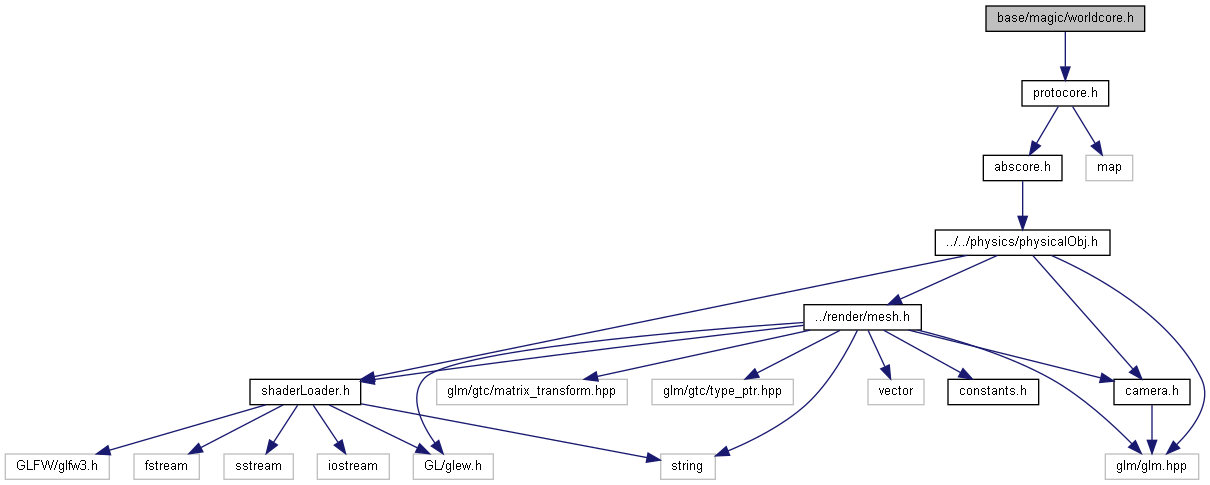 base/magic/worldcore.h
protocore.h
abscore.h
map
../../physics/physicalObj.h
../render/mesh.h
shaderLoader.h
glm/gtc/matrix_transform.hpp
glm/gtc/type_ptr.hpp
vector
constants.h
camera.h
GLFW/glfw3.h
fstream
sstream
iostream
GL/glew.h
string
glm/glm.hpp